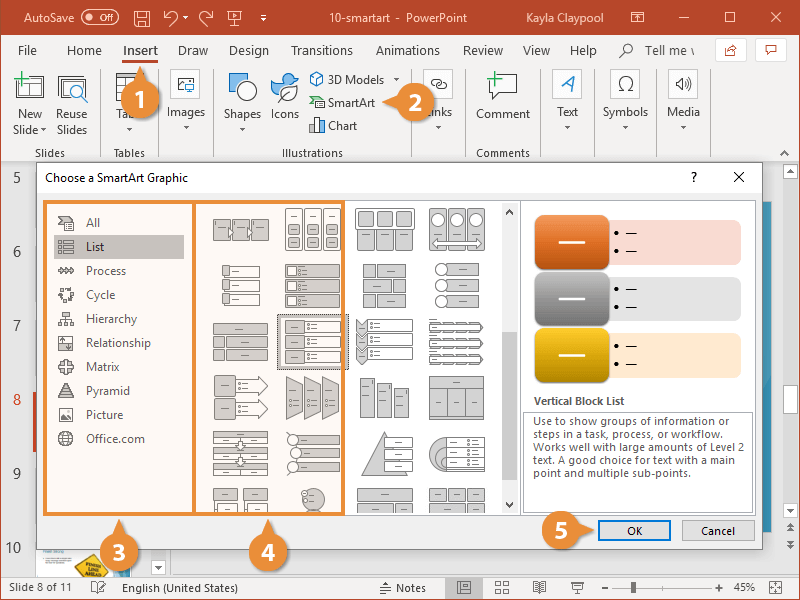 AutoSave Off 10-smartart - PowerPoint Kayla Claypool
File Home Insert Draw Design Transitions Animations Review View Help Tell me
1
2
New Slide
Reuse Slides
Images
Shapes
Icons
3D Models
SmartArt
Chart
Comment
Text
Symbols
Media
Slides Tables Illustrations Comments
5
6
7
8
9
10
Choose a SmartArt Graphic ?
All
List
Process
Cycle
Hierarchy
Relationship
Matrix
Pyramid
Picture
Office.com
Vertical Block List
Use to show groups of information or
steps in a task, process, or workflow.
Works well with large amounts of Level 2
text. A good choice for text with a main
point and multiple sub-points.
3
4
5
OK Cancel
FINISH
LINE
AHEAD
Slide 8 of 11 English (United States) Notes 45%